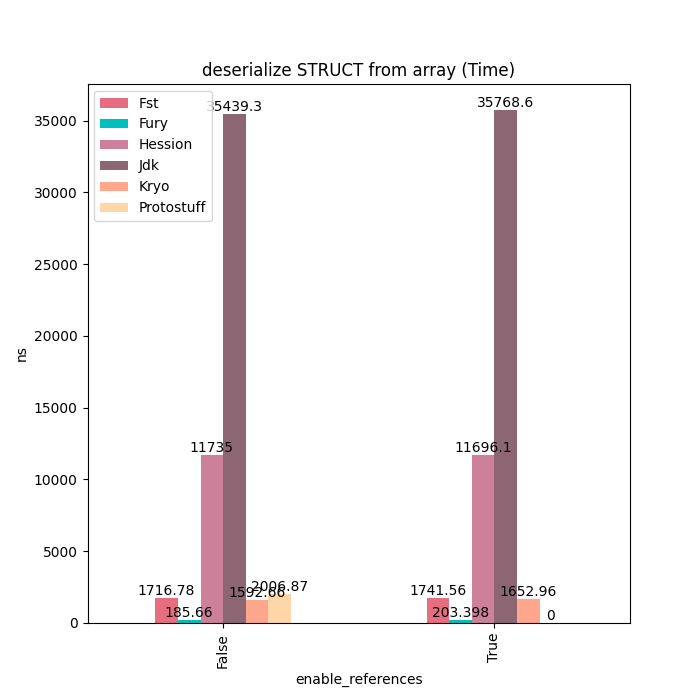 deserialize STRUCT from array (Time)
Fst
Fury
Hession
Jdk
Kryo
Protostuff
35439.3
35768.6
11735
11696.1
1716.78
185.66
1592.66
2006.87
1741.56
203.398
1652.96
0
35000
30000
25000
20000
15000
10000
5000
0
ns
False
True
enable_references